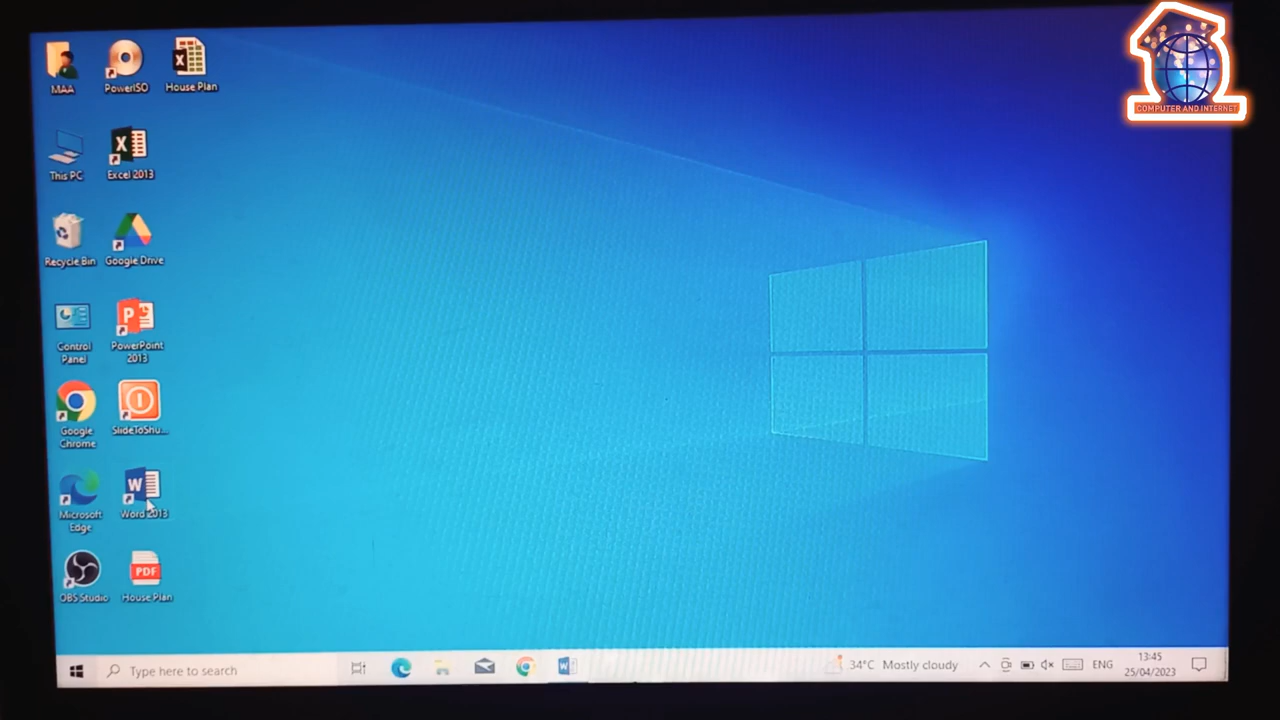 MAA
PowerISO
House Plan
This PC
Excel 2013
Recycle Bin
Google Drive
Control
Panel
PowerPoint
2013
Google
Chrome
SlideToShu...
Microsoft
Edge
Word 2013
OBS Studio
PDF
House Plan
Type here to search
34°C Mostly cloudy
ENG
13:45
25/04/2023
COMPUTER AND INTERNET